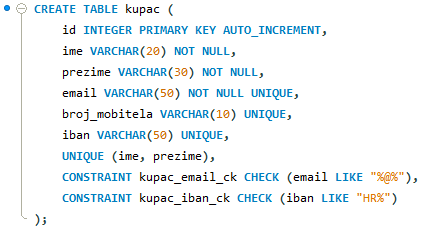 CREATE TABLE kupac (
id INTEGER PRIMARY KEY AUTO_INCREMENT,
ime VARCHAR(20) NOT NULL,
prezime VARCHAR(30) NOT NULL,
email VARCHAR(50) NOT NULL UNIQUE,
broj_mobitela VARCHAR(10) UNIQUE,
iban VARCHAR(50) UNIQUE,
UNIQUE (ime, prezime),
CONSTRAINT kupac_email_ck CHECK (email LIKE "%@%"),
CONSTRAINT kupac_iban_ck CHECK (iban LIKE "HR%")
);